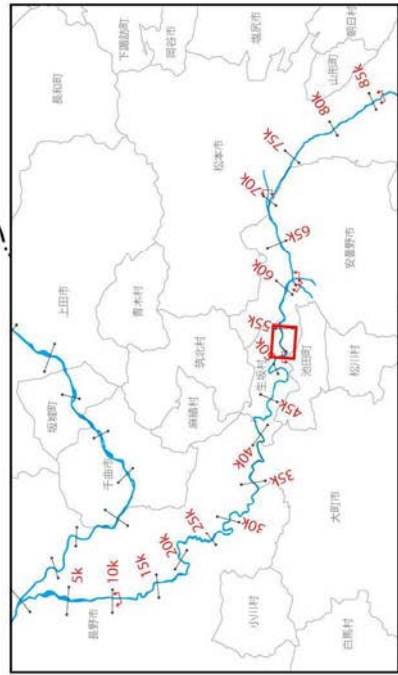 下諏訪町
岡谷市
塩尻市
朝日村
山形村
長和町
松本市
85k
80k
75k
70k
65k
60k
55k
安曇野市
上田市
青木村
筑北村
麻績村
生坂村
池田町
松川村
坂城町
千曲市
45k
40k
35k
30k
25k
20k
15k
10k
5k
長野市
大町市
小川村
白馬村